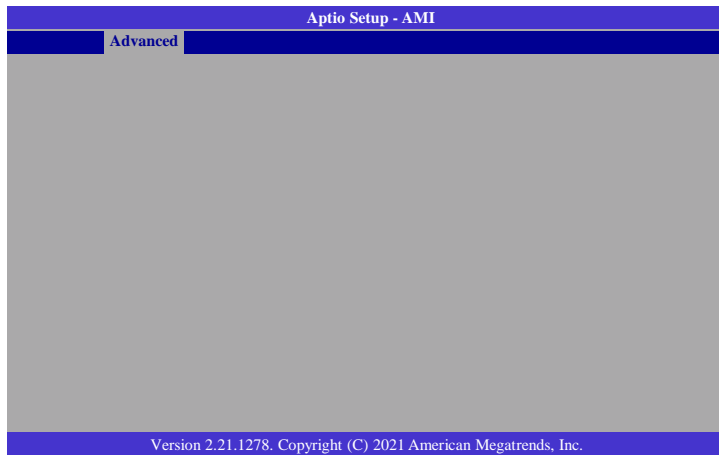 Aptio Setup - AMI
Advanced
Version 2.21.1278. Copyright (C) 2021 American Megatrends, Inc.